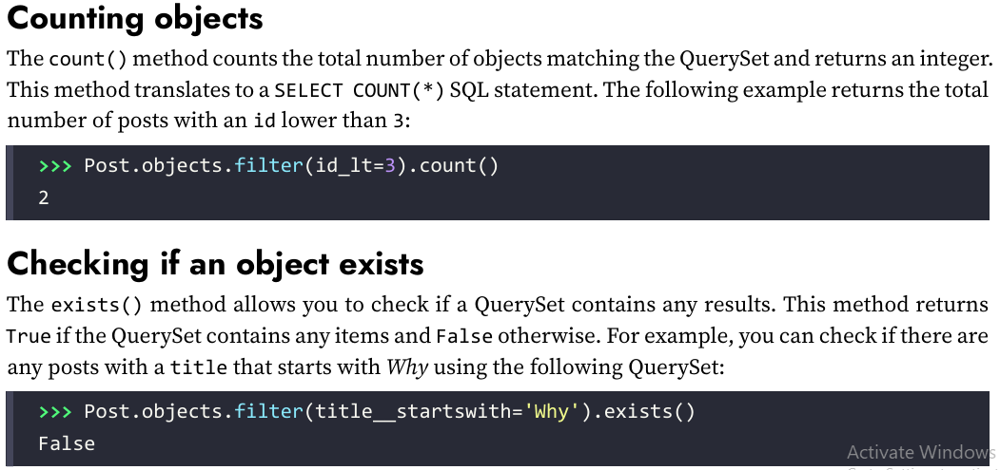 Counting objects
The count() method counts the total number of objects matching the QuerySet and returns an integer.
This method translates to a SELECT COUNT(*) SQL statement. The following example returns the total
number of posts with an id lower than 3:
>>> Post.objects.filter(id_lt=3).count()
2
Checking if an object exists
The exists() method allows you to check if a QuerySet contains any results. This method returns
True if the QuerySet contains any items and False otherwise. For example, you can check if there are
any posts with a title that starts with Why using the following QuerySet:
>>> Post.objects.filter(title__startswith='Why').exists()
False
Activate Windows